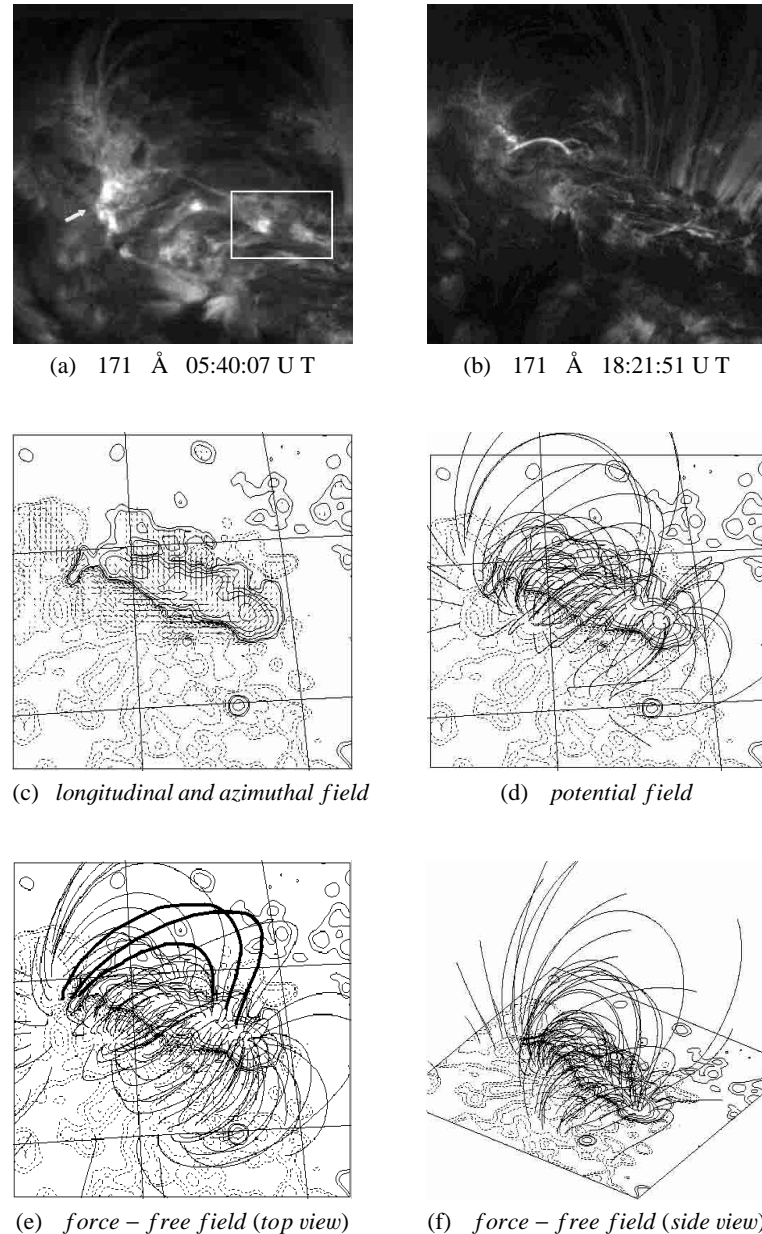 (a) 171 Å 05:40:07 U T
(b) 171 Å 18:21:51 U T
(c) longitudinal and azimuthal field
(d) potential field
(e) force – free field (top view)
(f) force – free field (side view)